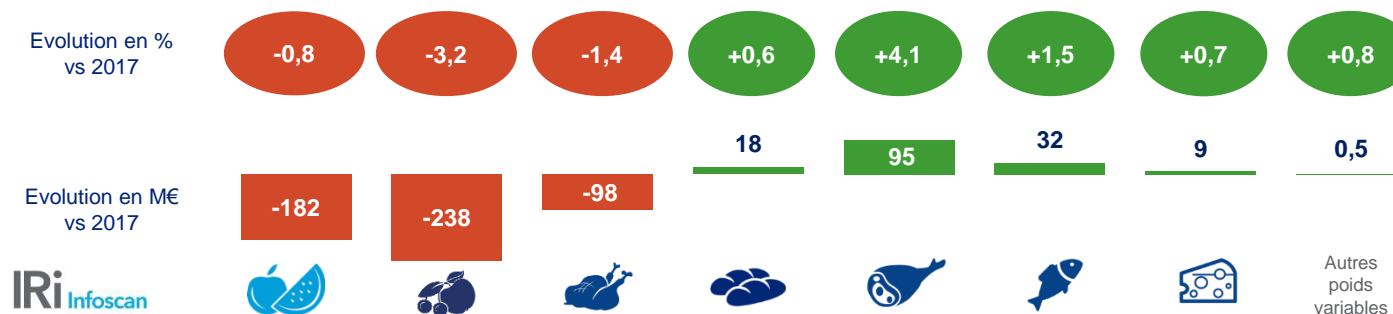 Evolution en %
vs 2017
-0,8
-3,2
-1,4
+0,6
+4,1
+1,5
+0,7
+0,8
Evolution en M€
vs 2017
-182
-238
-98
18
95
32
9
0,5
IRi Infoscan
Autres
poids
variables